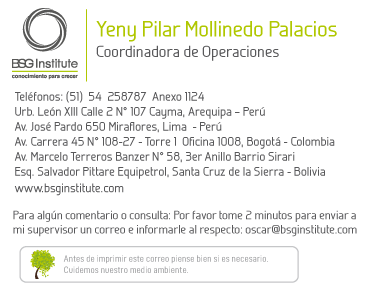 Yeny Pilar Mollinedo Palacios
Coordinadora de Operaciones
BSG Institute
conocimiento para crecer
Teléfonos: (51) 54 258787 Anexo 1124
Urb. León XIII Calle 2 N° 107 Cayma, Arequipa – Perú
Av. José Pardo 650 Miraflores, Lima - Perú
Av. Carrera 45 N° 108-27 - Torre 1 Oficina 1008, Bogotá - Colombia
Av. Marcelo Terreros Banzer N° 58, 3er Anillo Barrio Sirari
Esq. Salvador Pittare Equipetrol, Santa Cruz de la Sierra - Bolivia
www.bsginstitute.com
Para algún comentario o consulta: Por favor tome 2 minutos para enviar a
mi supervisor un correo e informarle al respecto: oscar@bsginstitute.com
Antes de imprimir este correo piense bien si es necesario.
Cuidemos nuestro medio ambiente.